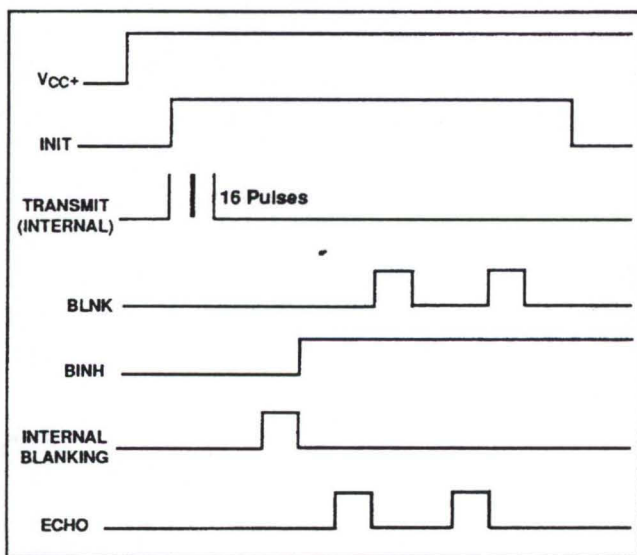 VCC+
INIT
TRANSMIT
(INTERNAL)
16 Pulses
BLNK
BINH
INTERNAL
BLANKING
ECHO